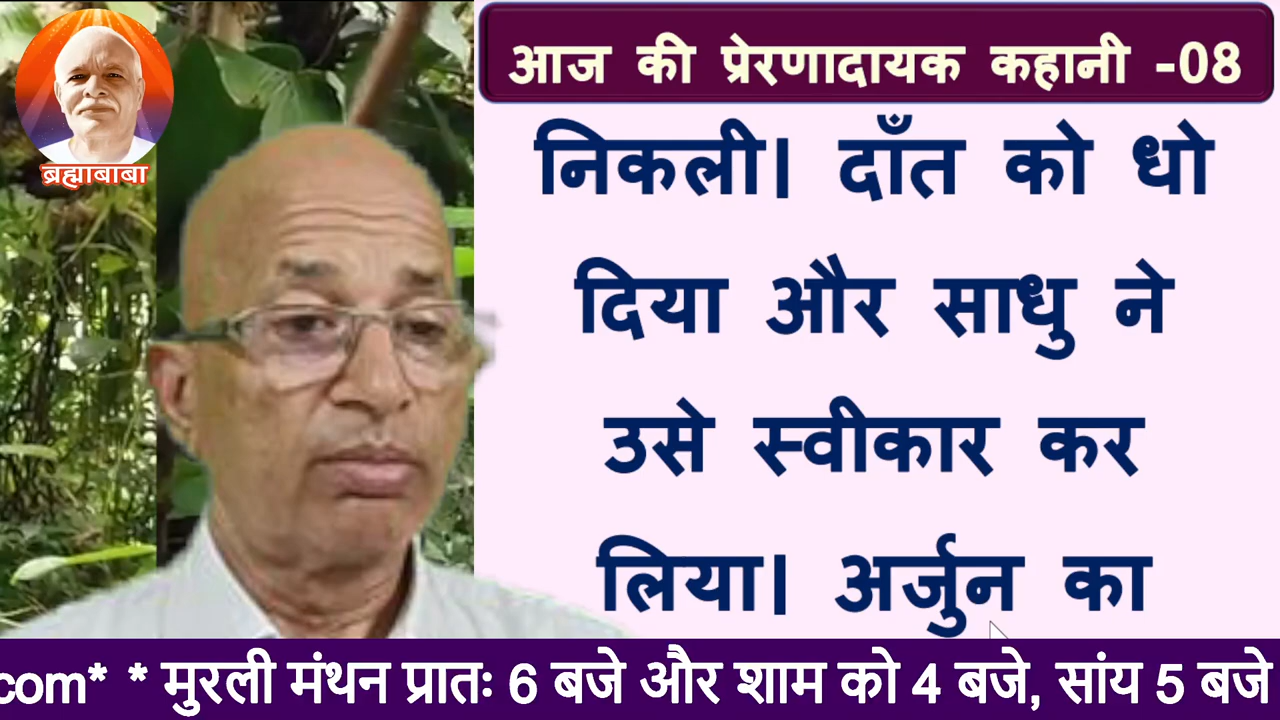 आज की प्रेरणादायक कहानी -08
ब्रह्माबाबा
निकली। दाँत को धो
दिया और साधु ने
उसे स्वीकार कर
लिया। अर्जुन का
com* * मुरली मंथन प्रातः 6 बजे और शाम को 4 बजे, सांय 5 बजे